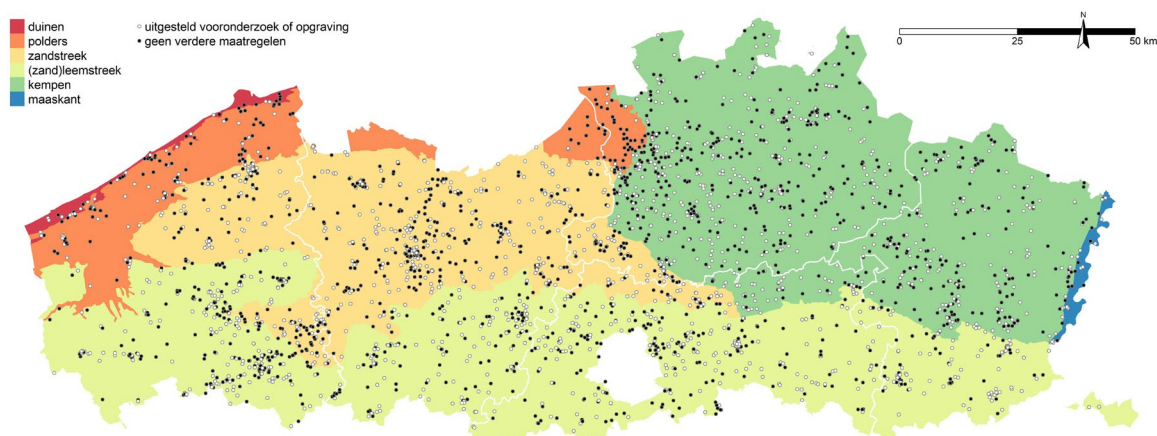 duinen
polders
zandstreek
(zand)leemstreek
kempen
maaskant
uitgesteld vooronderzoek of opgraving
geen verdere maatregelen
N
0 25 50 km